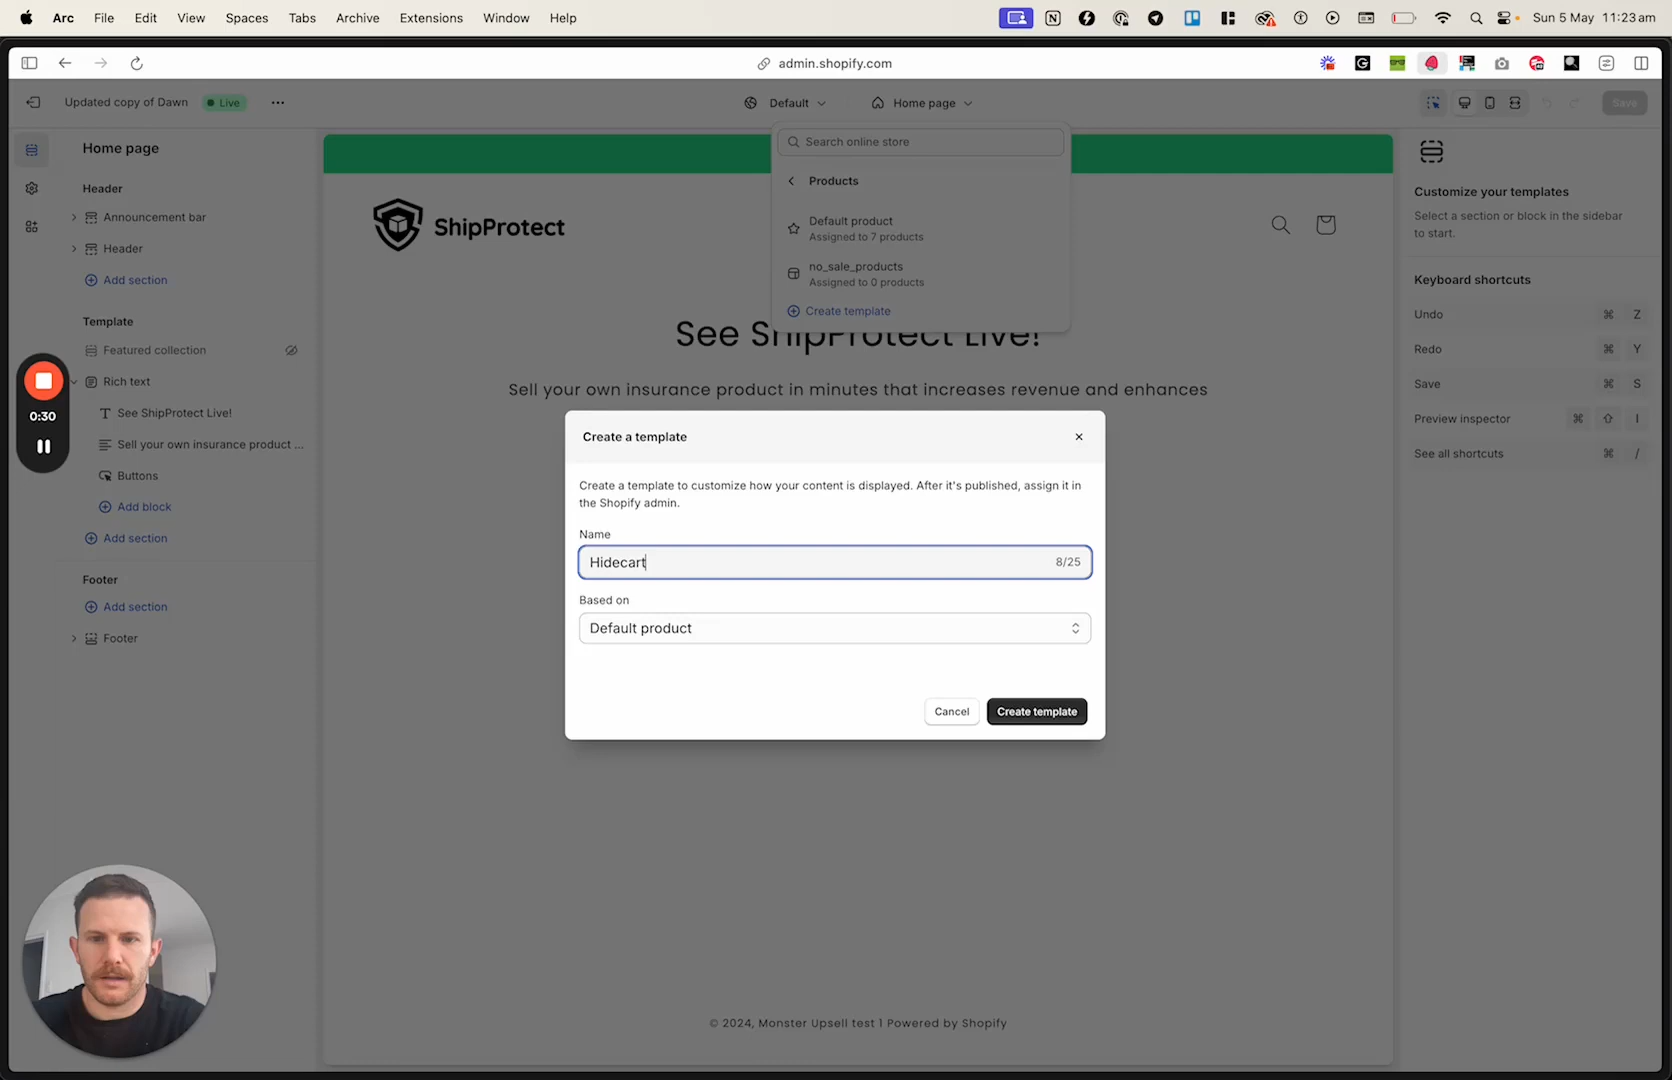 Arc File Edit View Spaces Tabs Archive Extensions Window Help Sun 5 May 11:23 am
admin.shopify.com
Updated copy of Dawn Live ... Default Home page Save
Home page
Header
Announcement bar
Header
Add section
Template
Featured collection
Rich text
See ShipProtect Live!
Sell your own insurance product ...
Buttons
Add block
Add section
Footer
Add section
Footer
0:30
Search online store
Products
Default product
Assigned to 7 products
no_sale_products
Assigned to 0 products
Create template
ShipProtect
See ShipProtect Live!
Sell your own insurance product in minutes that increases revenue and enhances
Create a template
Create a template to customize how your content is displayed. After it's published, assign it in
the Shopify admin.
Name
Hidecart 8/25
Based on
Default product
Cancel Create template
© 2024, Monster Upsell test 1 Powered by Shopify
Customize your templates
Select a section or block in the sidebar
to start.
Keyboard shortcuts
Undo ⌘ Z
Redo ⌘ Y
Save ⌘ S
Preview inspector ⌘ ⇧ I
See all shortcuts ⌘ /